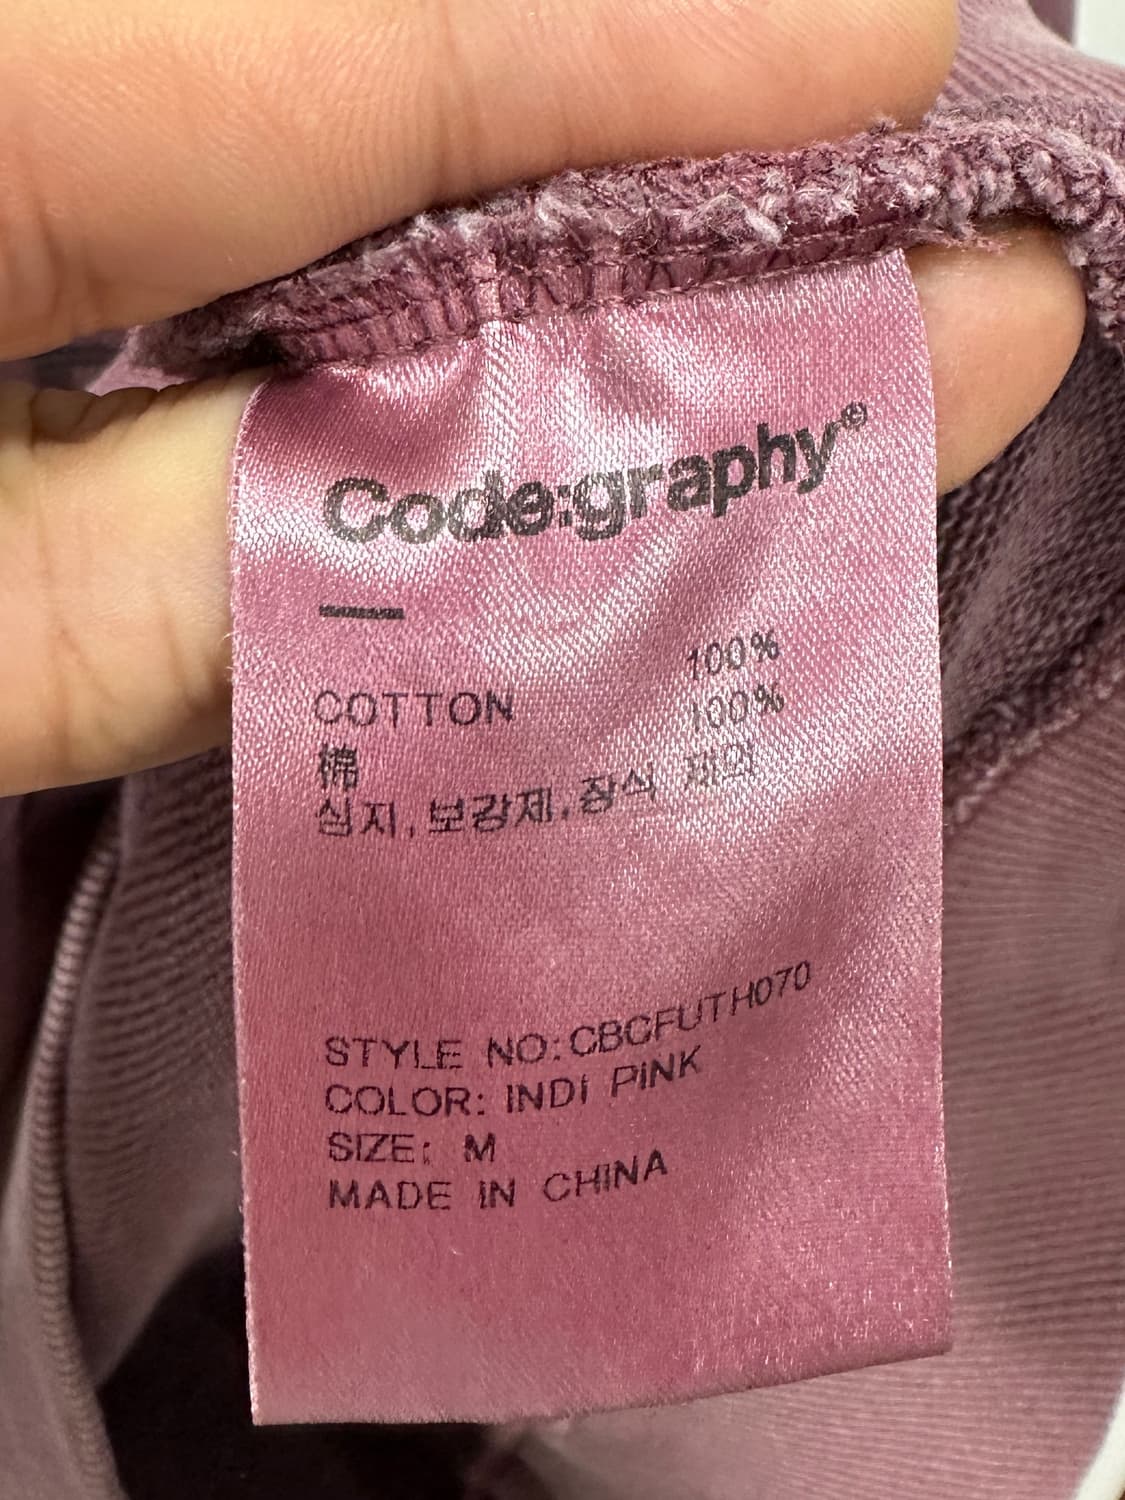 Code:graphy®
COTTON 100%
棉 100%
심지,보강제,장식 제외
STYLE NO:CBCFUTH070
COLOR: INDI PINK
SIZE: M
MADE IN CHINA